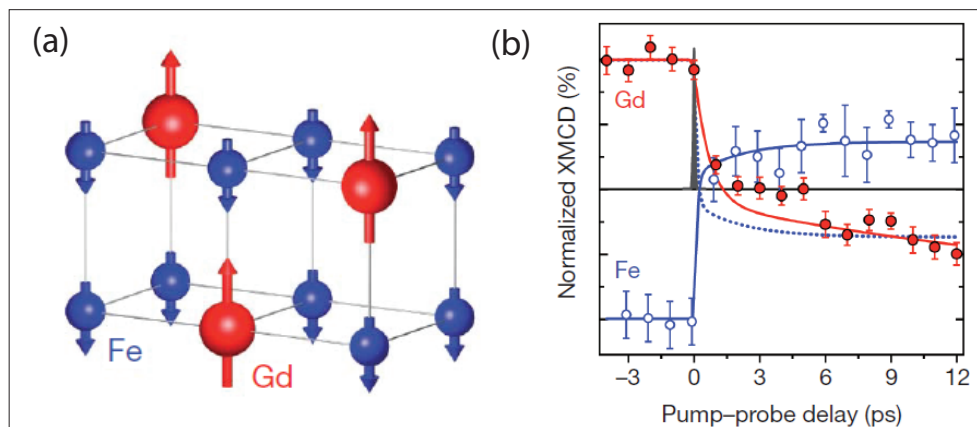 (a)
Fe
Gd
(b)
Normalized XMCD (%)
Gd
Fe
–3 0 3 6 9 12
Pump–probe delay (ps)